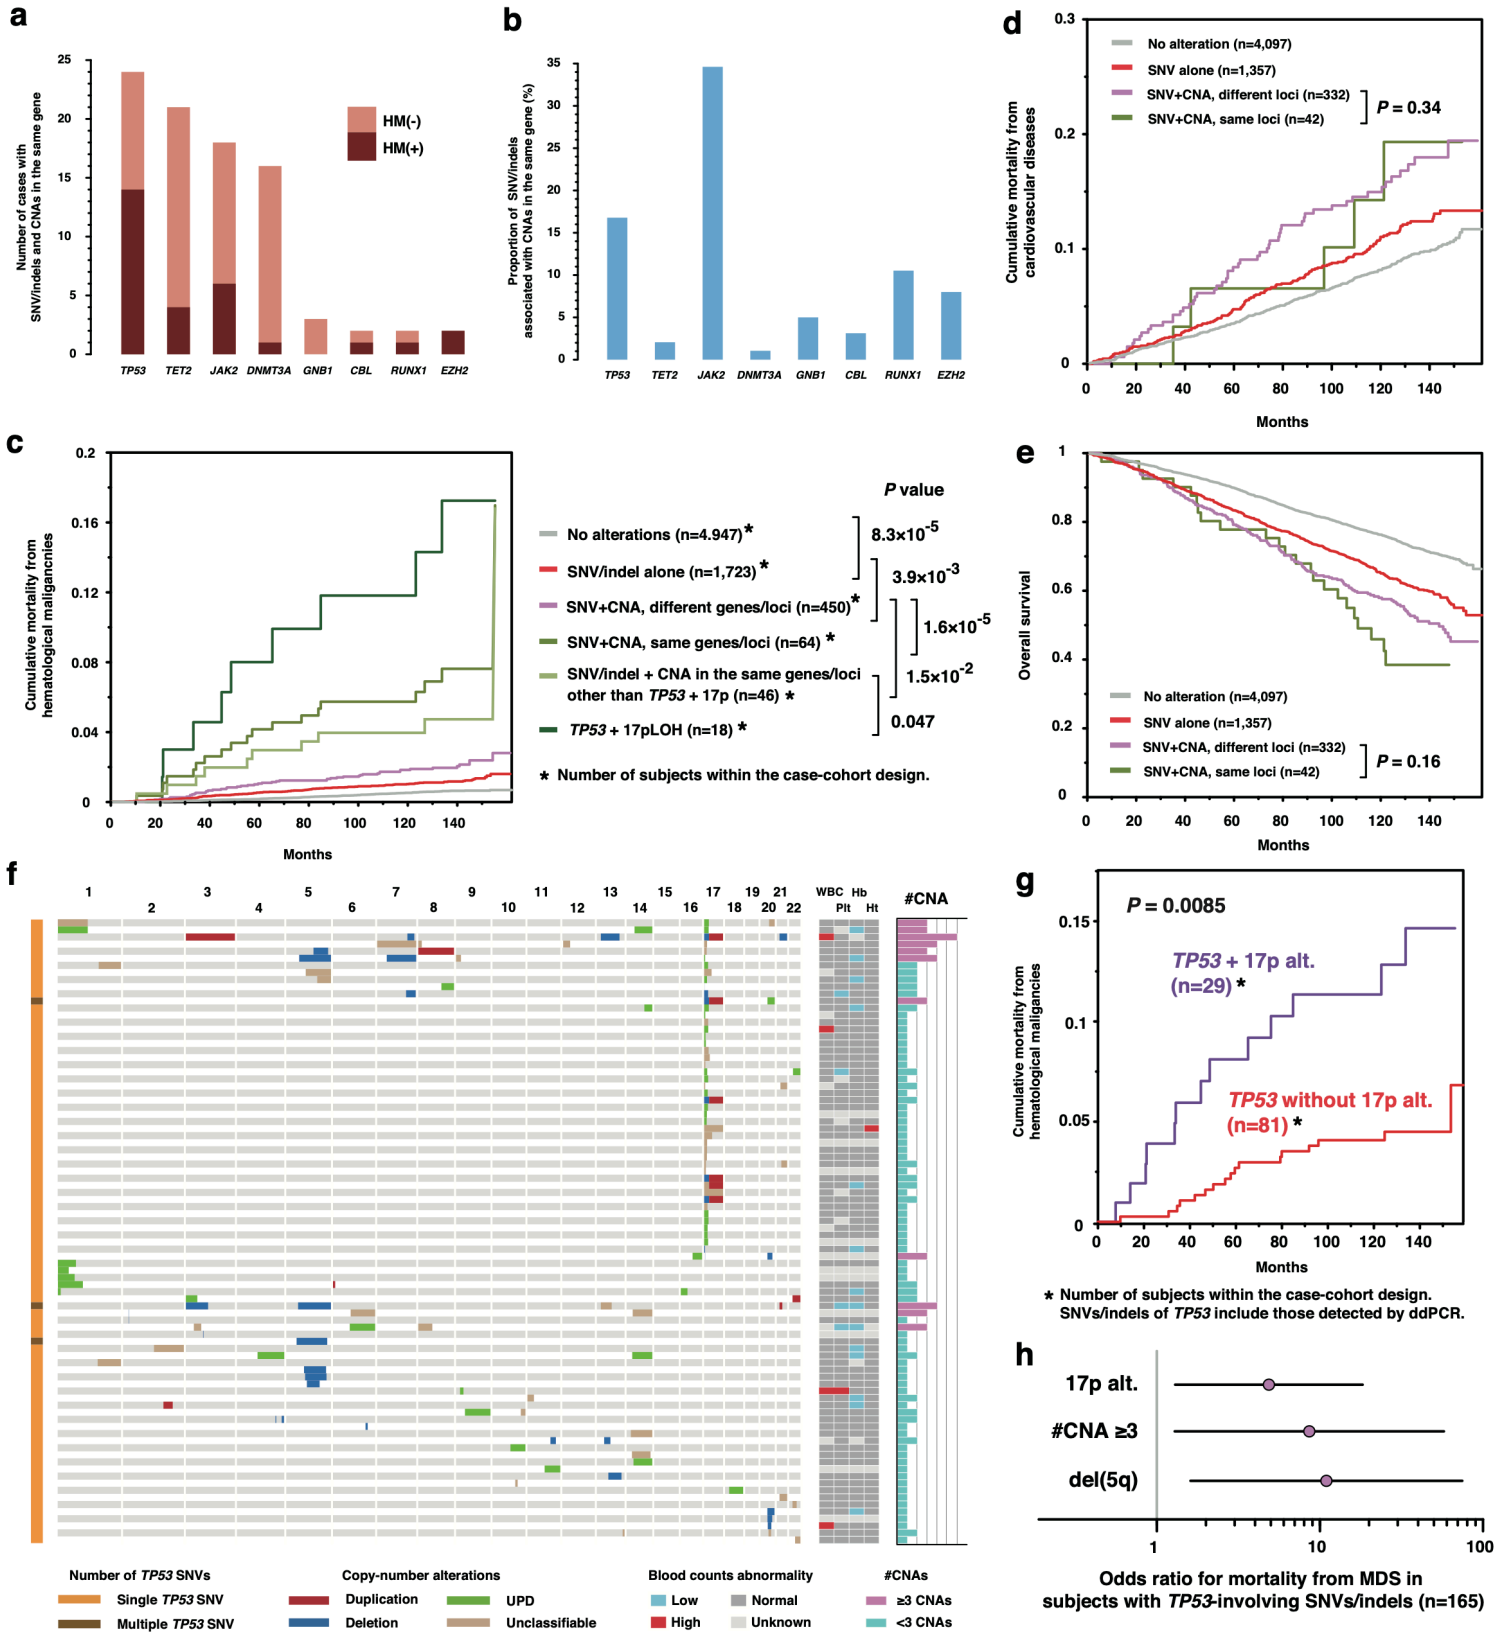 a
Number of cases with
SNV/indels and CNAs in the same gene
25
20
15
10
5
0
HM(-)
HM(+)
TP53 TET2 JAK2 DNMT3A GNB1 CBL RUNX1 EZH2
b
Proportion of SNV/indels
associated with CNAs in the same gene (%)
35
30
25
20
15
10
5
0
TP53 TET2 JAK2 DNMT3A GNB1 CBL RUNX1 EZH2
d
Cumulative mortality from
cardiovascular diseases
0.3
0.2
0.1
0
No alteration (n=4,097)
SNV alone (n=1,357)
SNV+CNA, different loci (n=332)
SNV+CNA, same loci (n=42)
P = 0.34
0 20 40 60 80 100 120 140
Months
c
Cumulative mortality from
hematological maligancnies
0.2
0.16
0.12
0.08
0.04
0
0 20 40 60 80 100 120 140
Months
P value
No alterations (n=4.947)*
SNV/indel alone (n=1,723)*
SNV+CNA, different genes/loci (n=450)*
SNV+CNA, same genes/loci (n=64)*
SNV/indel + CNA in the same genes/loci
other than TP53 + 17p (n=46) *
TP53 + 17pLOH (n=18) *
8.3×10-5
3.9×10-3
1.6×10-5
1.5×10-2
0.047
* Number of subjects within the case-cohort design.
e
Overall survival
1
0.8
0.6
0.4
0.2
0
No alteration (n=4,097)
SNV alone (n=1,357)
SNV+CNA, different loci (n=332)
SNV+CNA, same loci (n=42)
P = 0.16
0 20 40 60 80 100 120 140
Months
f
1 2 3 4 5 6 7 8 9 10 11 12 13 14 15 16 17 18 19 20 21 22
WBC Plt Hb Ht
#CNA
Number of TP53 SNVs
Single TP53 SNV
Multiple TP53 SNV
Copy-number alterations
Duplication
Deletion
UPD
Unclassifiable
Blood counts abnormality
Low
High
Normal
Unknown
#CNAs
≥3 CNAs
<3 CNAs
g
Cumulative mortality from
hematological maligancies
0.15
0.1
0.05
0
P = 0.0085
TP53 + 17p alt.
(n=29) *
TP53 without 17p alt.
(n=81) *
0 20 40 60 80 100 120 140
Months
* Number of subjects within the case-cohort design.
SNVs/indels of TP53 include those detected by ddPCR.
h
17p alt.
#CNA ≥3
del(5q)
1 10 100
Odds ratio for mortality from MDS in
subjects with TP53-involving SNVs/indels (n=165)